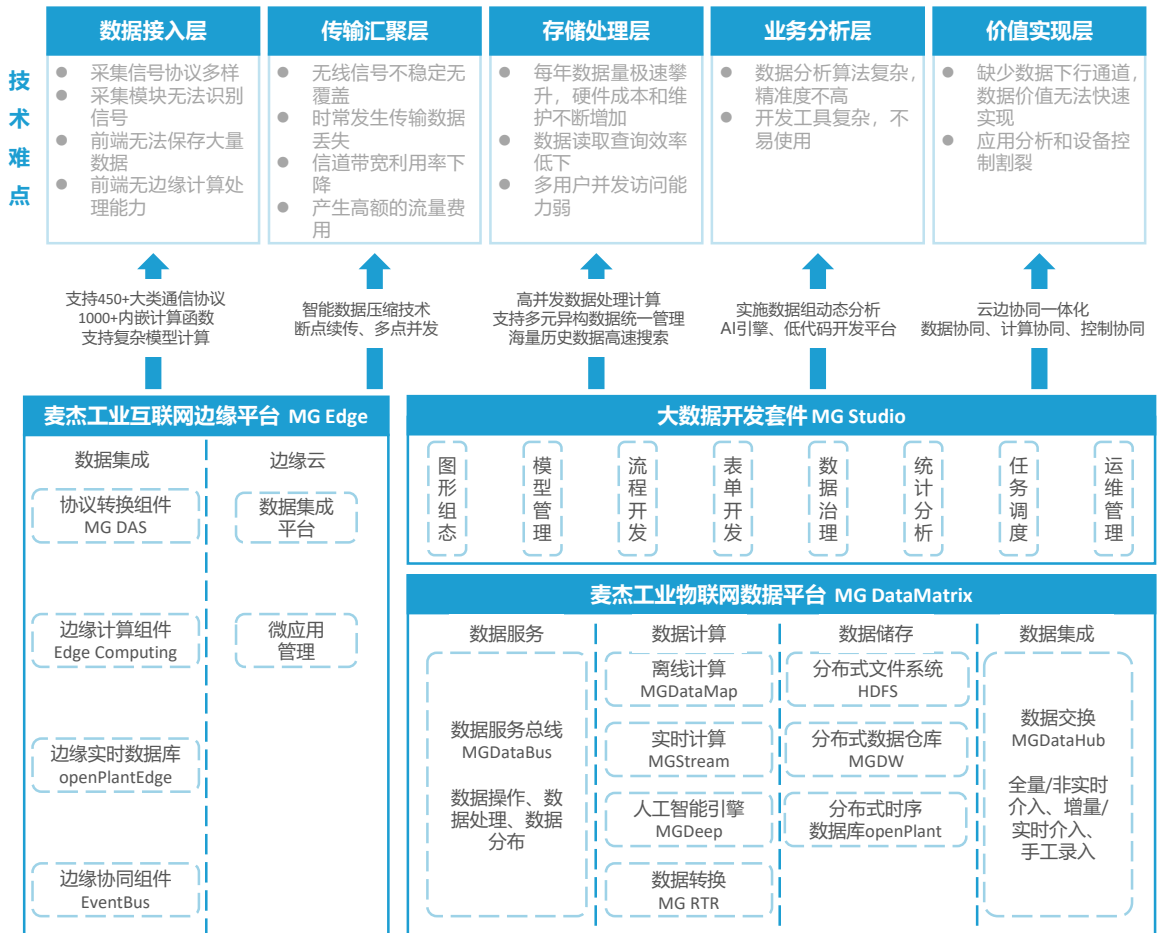 技
术
难
点
数据接入层
● 采集信号协议多样
● 采集模块无法识别
信号
● 前端无法保存大量
数据
● 前端无边缘计算处
理能力
传输汇聚层
● 无线信号不稳定无
覆盖
● 时常发生传输数据
丢失
● 信道带宽利用率下
降
● 产生高额的流量费
用
存储处理层
● 每年数据量极速攀
升，硬件成本和维
护不断增加
● 数据读取查询效率
低下
● 多用户并发访问能
力弱
业务分析层
● 数据分析算法复杂，
精准度不高
● 开发工具复杂，不
易使用
价值实现层
● 缺少数据下行通道，
数据价值无法快速
实现
● 应用分析和设备控
制割裂
支持450+大类通信协议
1000+内嵌计算函数
支持复杂模型计算
智能数据压缩技术
断点续传、多点并发
高并发数据处理计算
支持多元异构数据统一管理
海量历史数据高速搜索
实施数据组动态分析
AI引擎、低代码开发平台
云边协同一体化
数据协同、计算协同、控制协同
麦杰工业互联网边缘平台 MG Edge
数据集成
协议转换组件
MG DAS
边缘计算组件
Edge Computing
边缘实时数据库
openPlantEdge
边缘协同组件
EventBus
边缘云
数据集成
平台
微应用
管理
大数据开发套件 MG Studio
图
形
组
态
模
型
管
理
流
程
开
发
表
单
开
发
数
据
治
理
统
计
分
析
任
务
调
度
运
维
管
理
麦杰工业物联网数据平台 MG DataMatrix
数据服务
数据服务总线
MGDataBus
数据操作、数
据处理、数据
分布
数据计算
离线计算
MGDataMap
实时计算
MGStream
人工智能引擎
MGDeep
数据转换
MG RTR
数据储存
分布式文件系统
HDFS
分布式数据仓库
MGDW
分布式时序
数据库openPlant
数据集成
数据交换
MGDataHub
全量/非实时
介入、增量/
实时介入、
手工录入